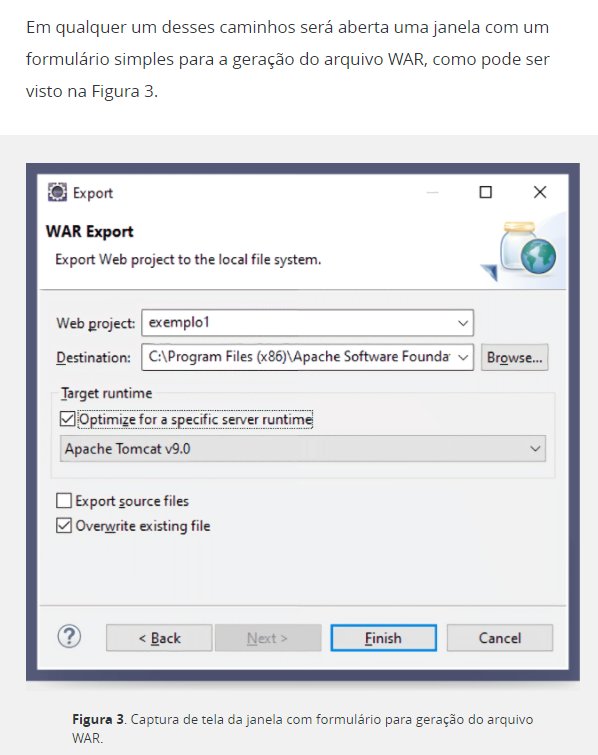 Em qualquer um desses caminhos será aberta uma janela com um
formulário simples para a geração do arquivo WAR, como pode ser
visto na Figura 3.
Export
WAR Export
Export Web project to the local file system.
Web project: exemplo1
Destination: C:\Program Files (x86)\Apache Software Founda Browse...
Target runtime
Optimize for a specific server runtime
Apache Tomcat v9.0
Export source files
Overwrite existing file
? < Back Next > Finish Cancel
Figura 3. Captura de tela da janela com formulário para geração do arquivo
WAR.